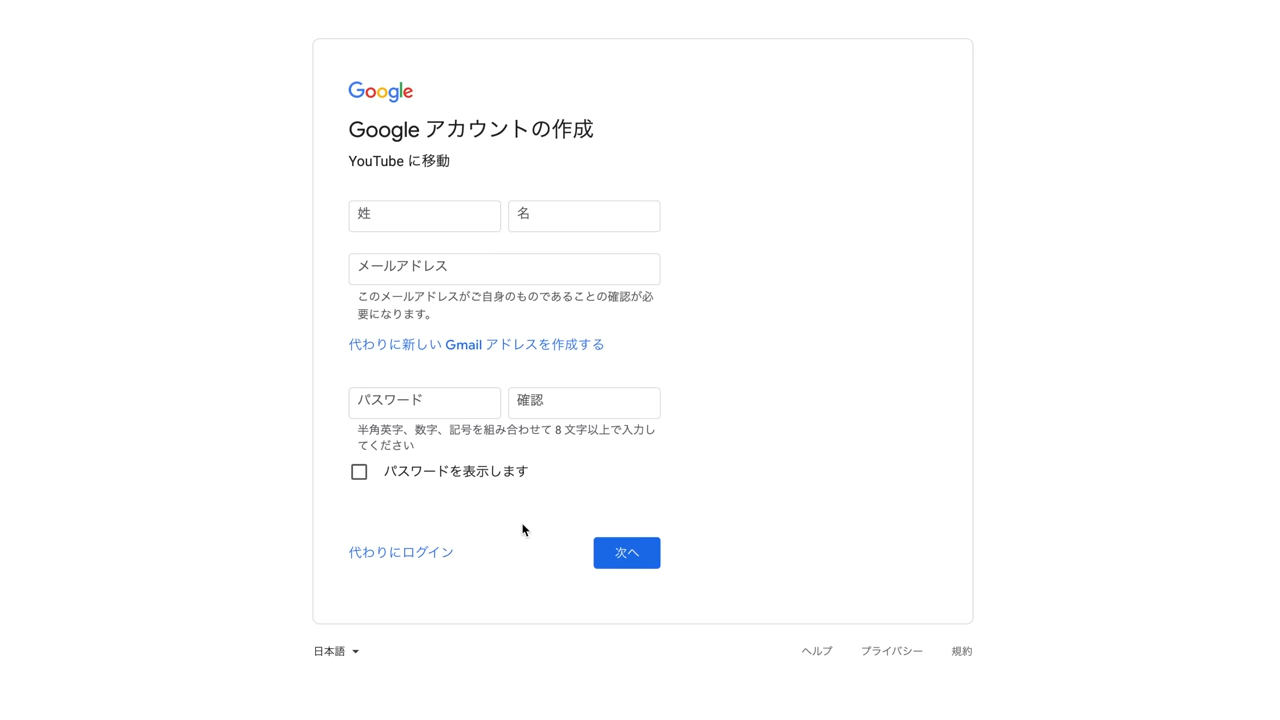 Google
Google アカウントの作成
YouTube に移動
姓 名
メールアドレス
このメールアドレスがご自身のものであることの確認が必
要になります。
代わりに新しい Gmail アドレスを作成する
パスワード 確認
半角英字、数字、記号を組み合わせて 8 文字以上で入力し
てください
パスワードを表示します
代わりにログイン 次へ
日本語 ヘルプ プライバシー 規約